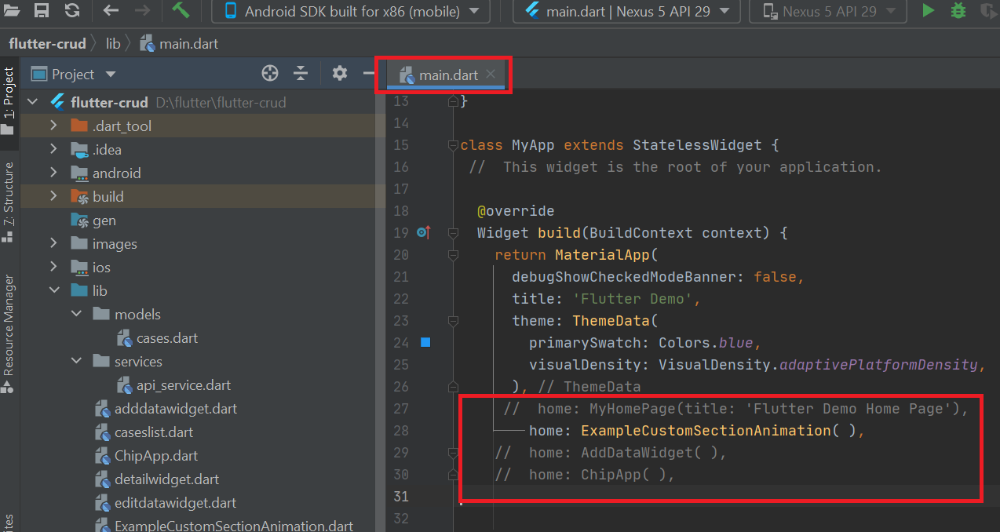 Android SDK built for x86 (mobile)
main.dart | Nexus 5 API 29
Nexus 5 API 29
flutter-crud
lib
main.dart
1: Project
7: Structure
Resource Manager
Project
flutter-crud D:\flutter\flutter-crud
.dart_tool
.idea
android
build
gen
images
ios
lib
models
cases.dart
services
api_service.dart
adddatawidget.dart
caseslist.dart
ChipApp.dart
detailwidget.dart
editdatawidget.dart
ExampleCustomSectionAnimation.dart
main.dart
13 }
14
15 class MyApp extends StatelessWidget {
16 //  This widget is the root of your application.
17
18 @override
19 Widget build(BuildContext context) {
20 return MaterialApp(
21 debugShowCheckedModeBanner: false,
22 title: 'Flutter Demo',
23 theme: ThemeData(
24 primarySwatch: Colors.blue,
25 visualDensity: VisualDensity.adaptivePlatformDensity,
26 ), // ThemeData
27 //  home: MyHomePage(title: 'Flutter Demo Home Page'),
28 home: ExampleCustomSectionAnimation( ),
29 //  home: AddDataWidget( ),
30 //  home: ChipApp( ),
31
32